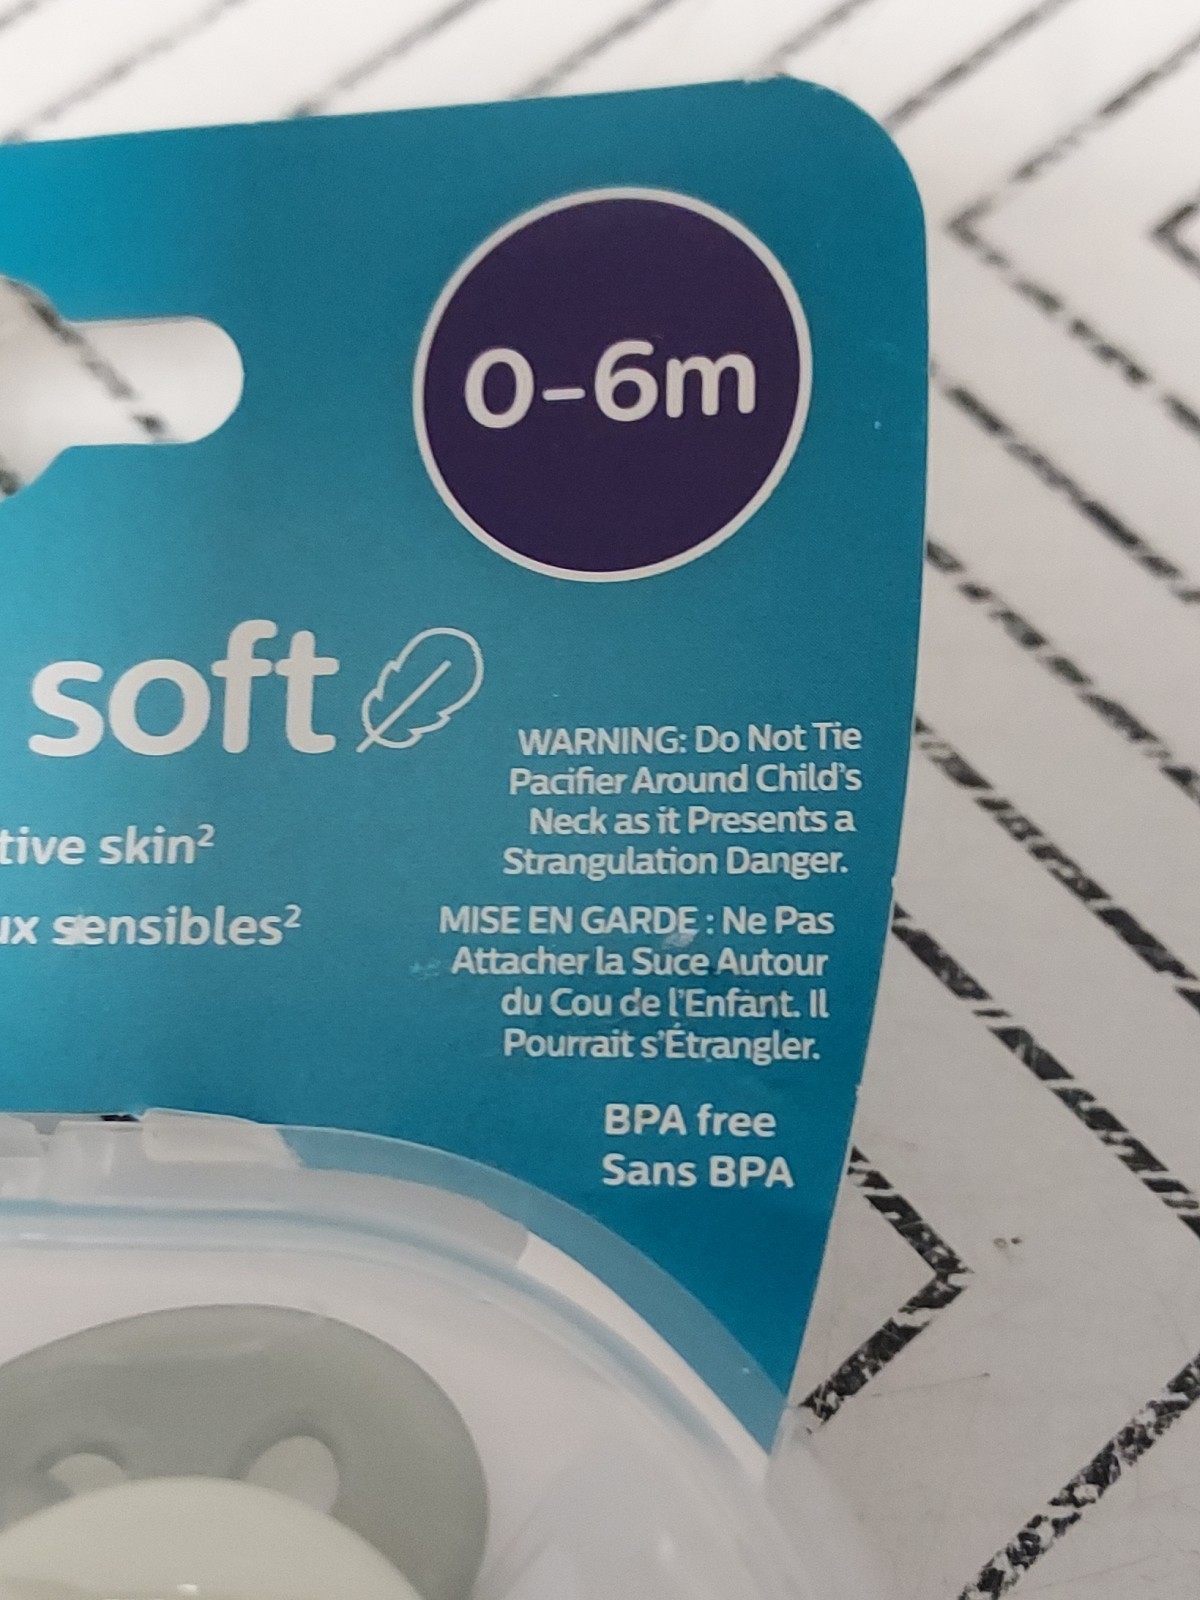 0-6m
soft
tive skin²
ux sensibles²
WARNING: Do Not Tie
Pacifier Around Child's
Neck as it Presents a
Strangulation Danger.
MISE EN GARDE : Ne Pas
Attacher la Suce Autour
du Cou de l'Enfant. Il
Pourrait s'Étrangler.
BPA free
Sans BPA